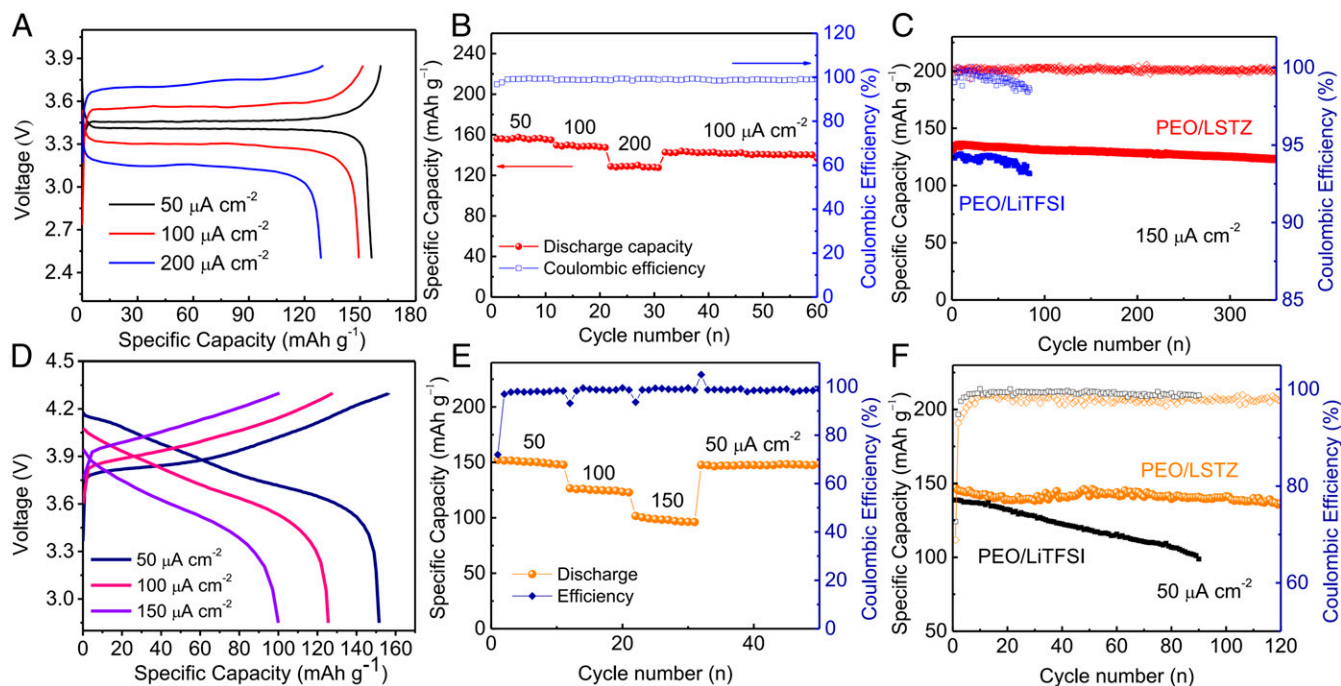 A
Voltage (V)
3.9
3.6
3.3
3.0
2.7
2.4
50 μA cm⁻²
100 μA cm⁻²
200 μA cm⁻²
0 30 60 90 120 150 180
Specific Capacity (mAh g⁻¹)
B
Specific Capacity (mAh g⁻¹)
240
200
160
120
80
40
0
50 100 200 100 μA cm⁻²
Discharge capacity
Coulombic efficiency
0 10 20 30 40 50 60
Cycle number (n)
120
100
80
60
40
20
0
Coulombic Efficiency (%)
C
Specific Capacity (mAh g⁻¹)
200
150
100
50
0
PEO/LSTZ
PEO/LiTFSI
150 μA cm⁻²
0 100 200 300
Cycle number (n)
100
95
90
85
Coulombic Efficiency (%)
D
Voltage (V)
4.5
4.2
3.9
3.6
3.3
3.0
50 μA cm⁻²
100 μA cm⁻²
150 μA cm⁻²
0 20 40 60 80 100 120 140 160
Specific Capacity (mAh g⁻¹)
E
Specific Capacity (mAh g⁻¹)
200
150
100
50
0
50 100 150 50 μA cm⁻²
Discharge
Efficiency
0 20 40
Cycle number (n)
120
100
80
60
40
20
0
Coulombic Efficiency (%)
F
Specific Capacity (mAh g⁻¹)
200
150
100
50
PEO/LSTZ
PEO/LiTFSI
50 μA cm⁻²
0 20 40 60 80 100 120
Cycle number (n)
100
80
60
Coulombic Efficiency (%)